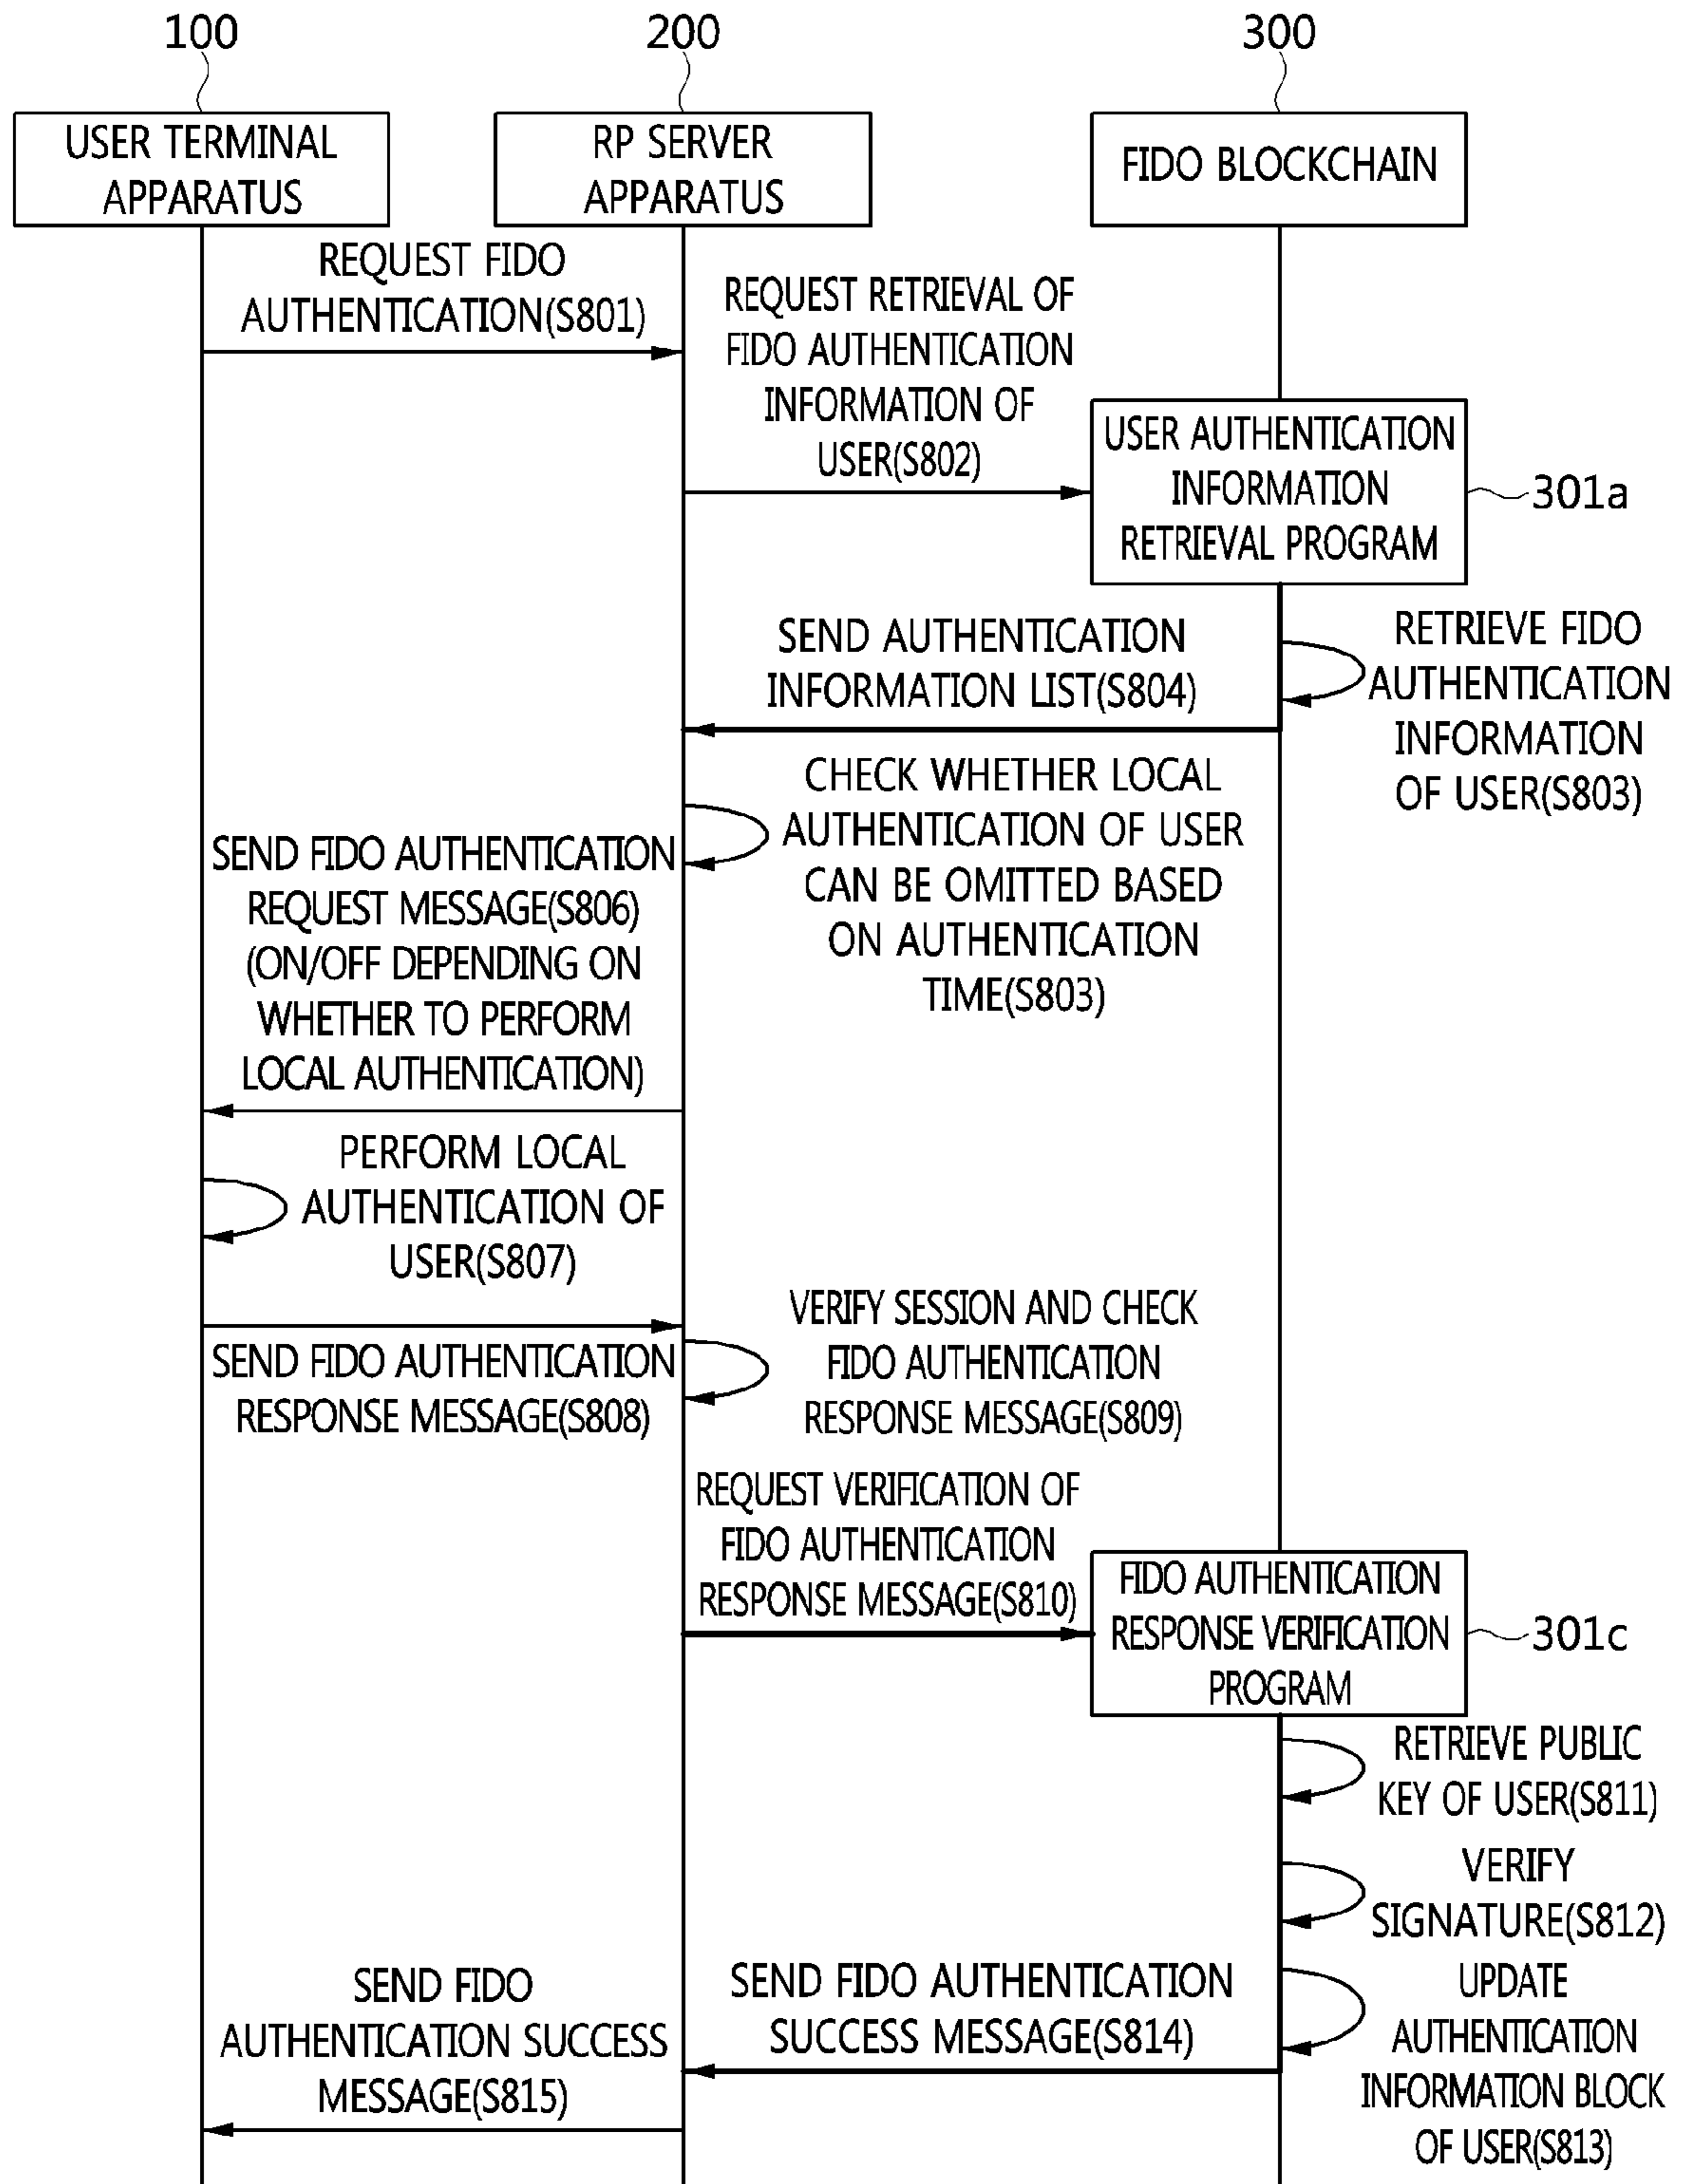 100
200
300
USER TERMINAL
APPARATUS
RP SERVER
APPARATUS
FIDO BLOCKCHAIN
REQUEST FIDO
AUTHENTICATION(S801)
REQUEST RETRIEVAL OF
FIDO AUTHENTICATION
INFORMATION OF
USER(S802)
USER AUTHENTICATION
INFORMATION
RETRIEVAL PROGRAM
301a
RETRIEVE FIDO
AUTHENTICATION
INFORMATION
OF USER(S803)
SEND AUTHENTICATION
INFORMATION LIST(S804)
CHECK WHETHER LOCAL
AUTHENTICATION OF USER
CAN BE OMITTED BASED
ON AUTHENTICATION
TIME(S803)
SEND FIDO AUTHENTICATION
REQUEST MESSAGE(S806)
(ON/OFF DEPENDING ON
WHETHER TO PERFORM
LOCAL AUTHENTICATION)
PERFORM LOCAL
AUTHENTICATION OF
USER(S807)
SEND FIDO AUTHENTICATION
RESPONSE MESSAGE(S808)
VERIFY SESSION AND CHECK
FIDO AUTHENTICATION
RESPONSE MESSAGE(S809)
REQUEST VERIFICATION OF
FIDO AUTHENTICATION
RESPONSE MESSAGE(S810)
FIDO AUTHENTICATION
RESPONSE VERIFICATION
PROGRAM
301c
RETRIEVE PUBLIC
KEY OF USER(S811)
VERIFY
SIGNATURE(S812)
UPDATE
AUTHENTICATION
INFORMATION BLOCK
OF USER(S813)
SEND FIDO AUTHENTICATION
SUCCESS MESSAGE(S814)
SEND FIDO
AUTHENTICATION SUCCESS
MESSAGE(S815)